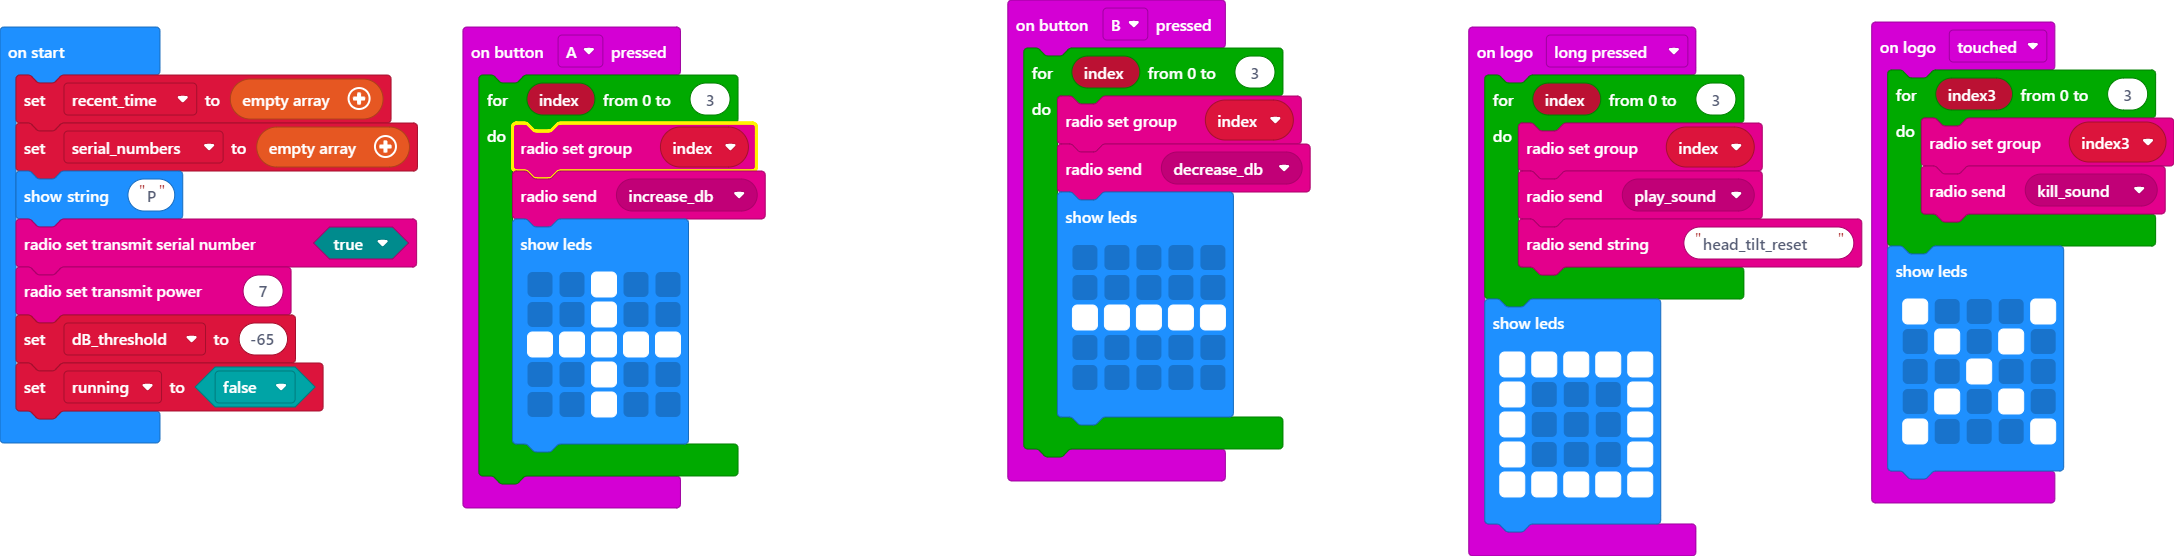 on start
set recent_time to empty array
set serial_numbers to empty array
show string "P"
radio set transmit serial number true
radio set transmit power 7
set dB_threshold to -65
set running to false
on button A pressed
for index from 0 to 3
do
radio set group index
radio send increase_db
show leds
on button B pressed
for index from 0 to 3
do
radio set group index
radio send decrease_db
show leds
on logo long pressed
for index from 0 to 3
do
radio set group index
radio send play_sound
radio send string "head_tilt_reset"
show leds
on logo touched
for index3 from 0 to 3
do
radio set group index3
radio send kill_sound
show leds